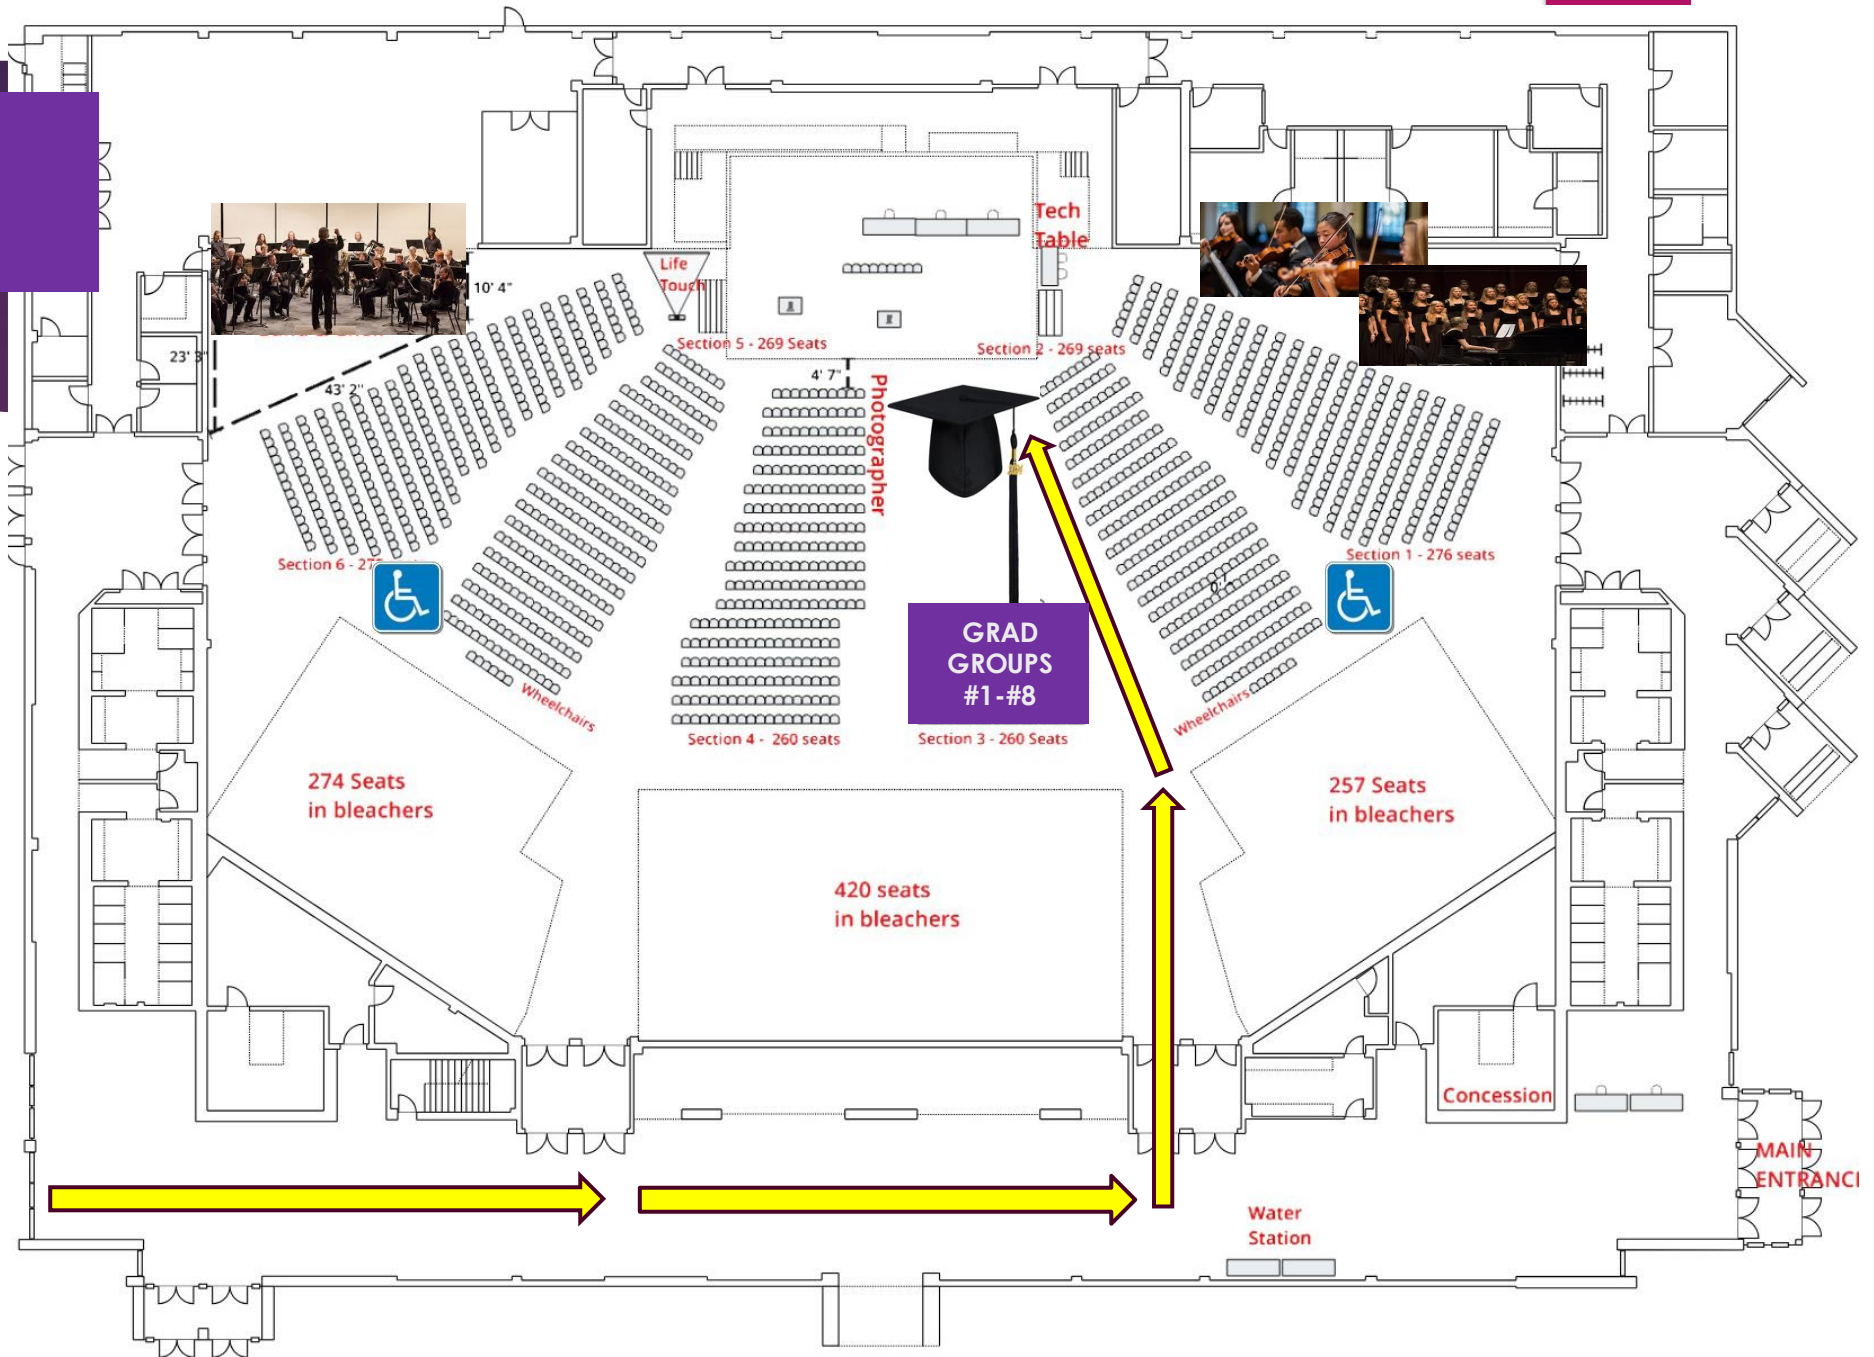 Tech
Table
Life
Touch
10' 4"
23' 3"
43' 2"
Section 5 - 269 Seats
Section 2 - 269 seats
4' 7"
Photographer
Section 6 -
Section 1 - 276 seats
GRAD
GROUPS
#1-#8
Wheelchairs
Wheelchairs
Section 4 - 260 seats
Section 3 - 260 Seats
274 Seats
in bleachers
257 Seats
in bleachers
420 seats
in bleachers
Concession
MAIN
ENTRANCE
Water
Station